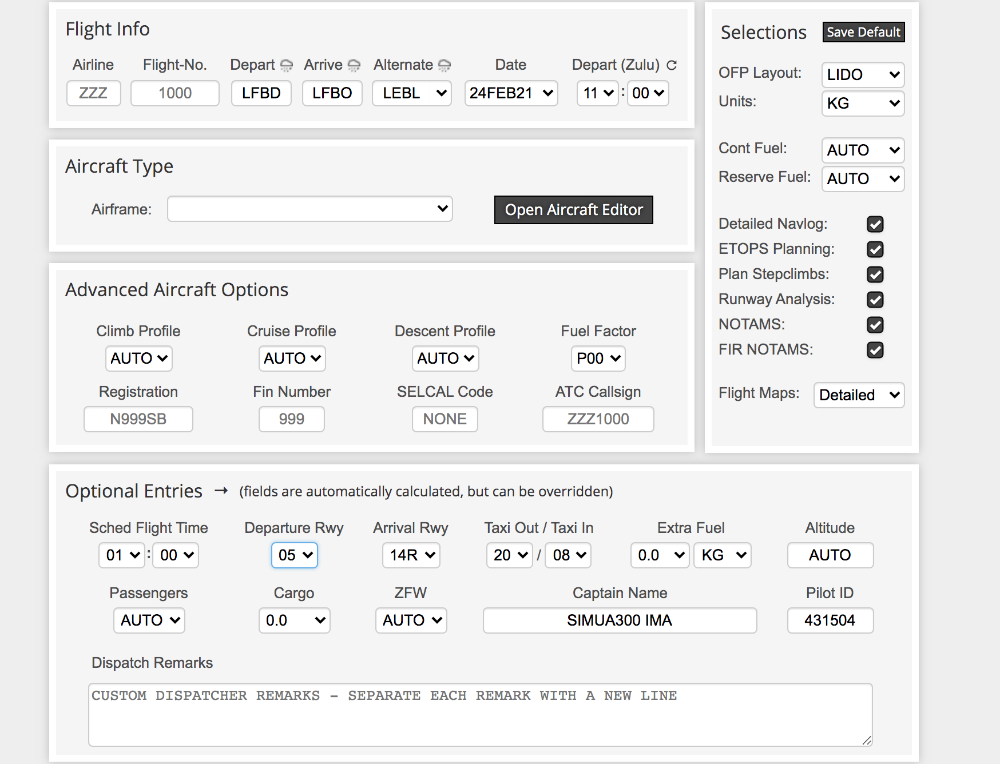 Flight Info
Airline Flight-No. Depart Arrive Alternate Date Depart (Zulu)
ZZZ 1000 LFBD LFBO LEBL 24FEB21 11 : 00
Aircraft Type
Airframe: Open Aircraft Editor
Advanced Aircraft Options
Climb Profile Cruise Profile Descent Profile Fuel Factor
AUTO AUTO AUTO P00
Registration Fin Number SELCAL Code ATC Callsign
N999SB 999 NONE ZZZ1000
Selections Save Default
OFP Layout: LIDO
Units: KG
Cont Fuel: AUTO
Reserve Fuel: AUTO
Detailed Navlog:
ETOPS Planning:
Plan Stepclimbs:
Runway Analysis:
NOTAMS:
FIR NOTAMS:
Flight Maps: Detailed
Optional Entries → (fields are automatically calculated, but can be overridden)
Sched Flight Time Departure Rwy Arrival Rwy Taxi Out / Taxi In Extra Fuel Altitude
01 : 00 05 14R 20 / 08 0.0 KG AUTO
Passengers Cargo ZFW Captain Name Pilot ID
AUTO 0.0 AUTO SIMUA300 IMA 431504
Dispatch Remarks
CUSTOM DISPATCHER REMARKS – SEPARATE EACH REMARK WITH A NEW LINE